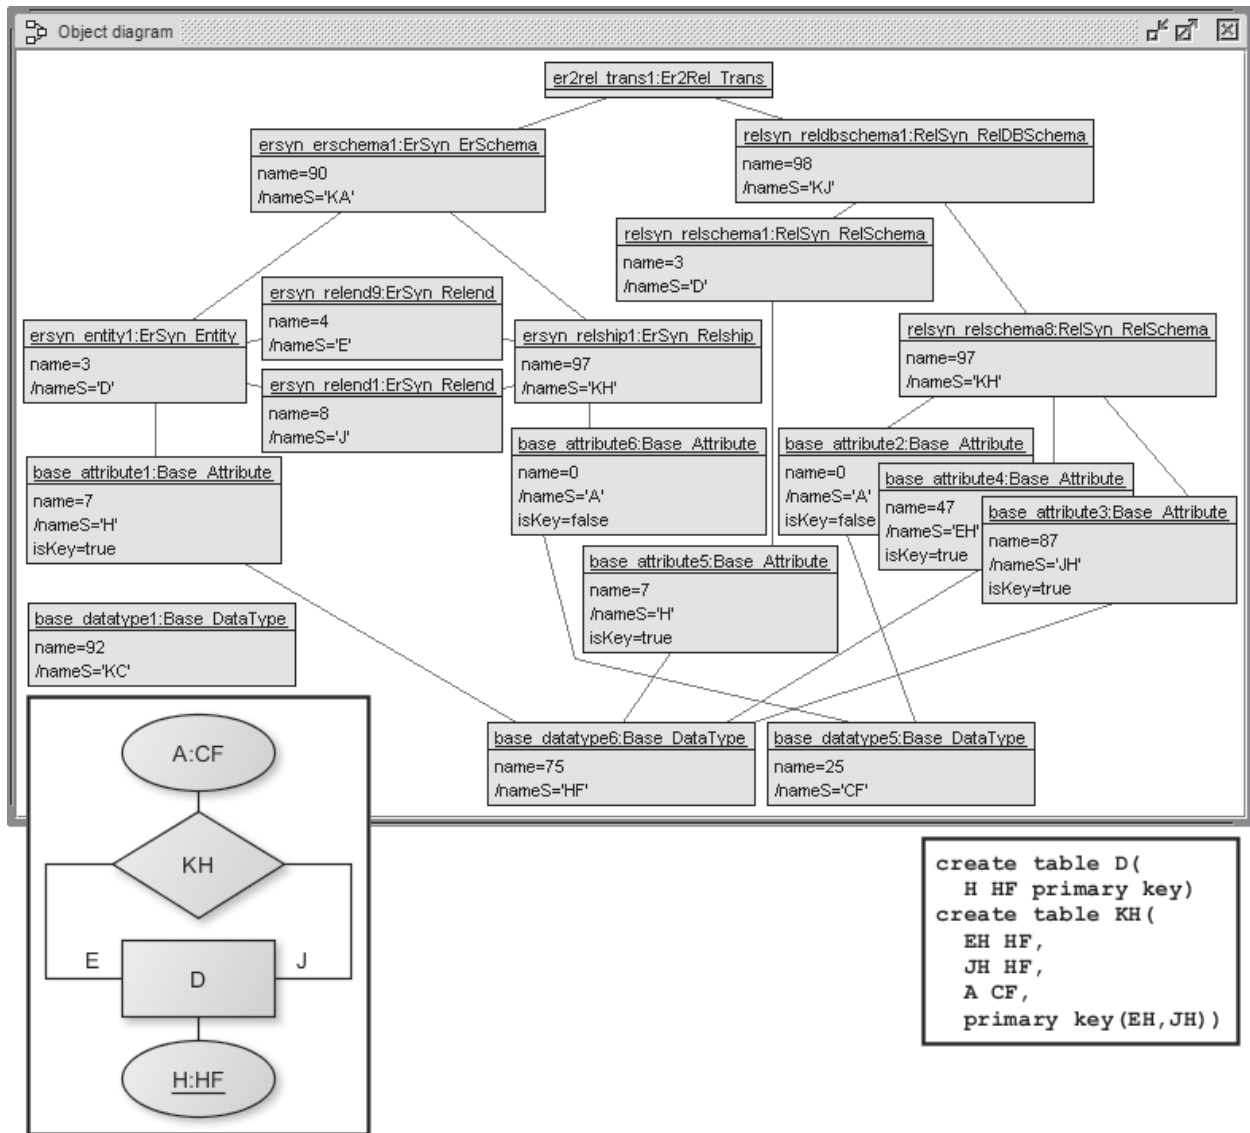 Object diagram
er2rel_trans1:Er2Rel_Trans
ersyn_erschema1:ErSyn_ErSchema
name=90
/nameS='KA'
relsyn_reldbschema1:RelSyn_RelDBSchema
name=98
/nameS='KJ'
relsyn_relschema1:RelSyn_RelSchema
name=3
/nameS='D'
ersyn_relend9:ErSyn_Relend
name=4
/nameS='E'
ersyn_entity1:ErSyn_Entity
name=3
/nameS='D'
ersyn_relship1:ErSyn_Relship
name=97
/nameS='KH'
relsyn_relschema8:RelSyn_RelSchema
name=97
/nameS='KH'
ersyn_relend1:ErSyn_Relend
name=8
/nameS='J'
base_attribute1:Base_Attribute
name=7
/nameS='H'
isKey=true
base_attribute6:Base_Attribute
name=0
/nameS='A'
isKey=false
base_attribute2:Base_Attribute
name=0
/nameS='A'
isKey=false
base_attribute4:Base_Attribute
name=47
/nameS='EH'
isKey=true
base_attribute3:Base_Attribute
name=87
/nameS='JH'
isKey=true
base_attribute5:Base_Attribute
name=7
/nameS='H'
isKey=true
base_datatype1:Base_DataType
name=92
/nameS='KC'
base_datatype6:Base_DataType
name=75
/nameS='HF'
base_datatype5:Base_DataType
name=25
/nameS='CF'
A:CF
KH
E
J
D
H:HF
create table D(
H HF primary key)
create table KH(
EH HF,
JH HF,
A CF,
primary key(EH,JH))